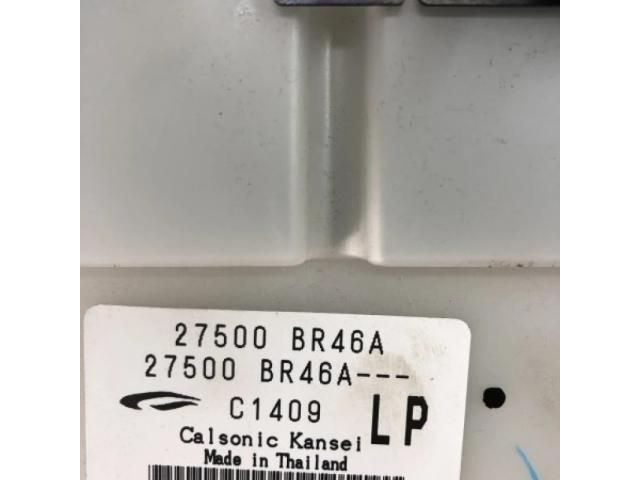 27500 BR46A
27500 BR46A---
C1409 LP
Calsonic Kansei
Made in Thailand